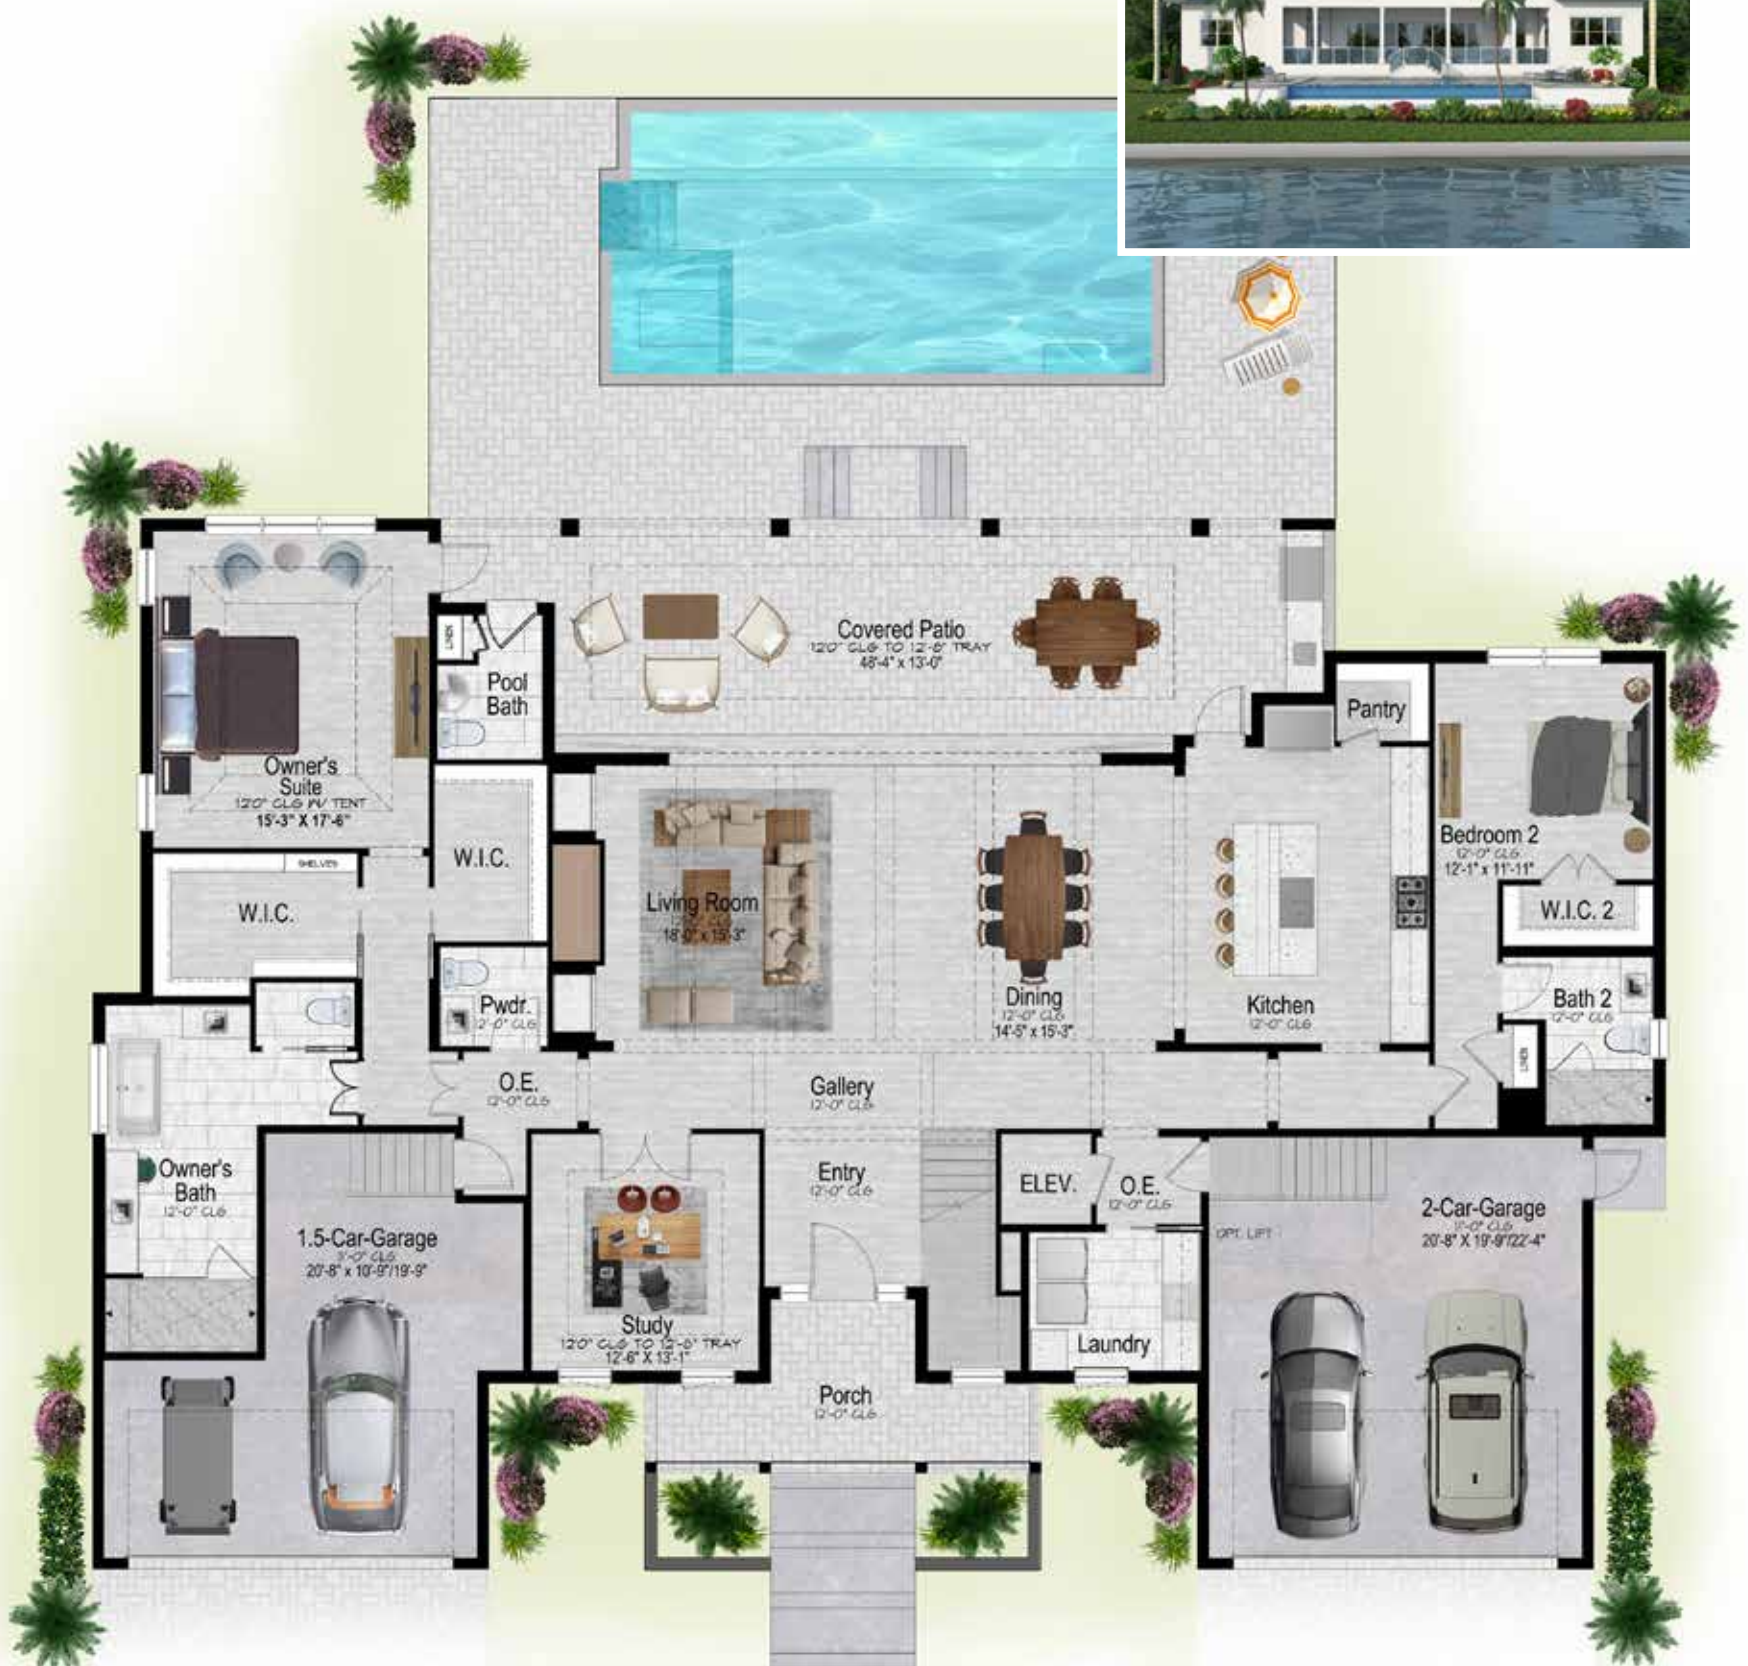 LINEN
Pool
Bath
Covered Patio
12'0" CLG TO 12'-6" TRAY
48'-4" x 13'-0"
Pantry
Owner's
Suite
12'0" CLG W/ TENT
15'-3" X 17'-6"
SHELVES
W.I.C.
W.I.C.
Living Room
18'-0" x 15'-3"
Dining
12'-0" CLG
14'-5" x 15'-3"
Kitchen
12'-0" CLG
Bedroom 2
12'-0" CLG
12'-1" x 11'-11"
W.I.C. 2
Bath 2
12'-0" CLG
LINEN
Pwdr.
12'-0" CLG
O.E.
12'-0" CLG
Gallery
12'-0" CLG
Owner's
Bath
12'-0" CLG
Entry
12'-0" CLG
ELEV.
O.E.
12'-0" CLG
1.5-Car-Garage
20'-8" x 10'-9"/19'-9"
OPT. LIFT
2-Car-Garage
20'-8" X 19'-9"/22'-4"
Study
12'0" CLG TO 12'-6" TRAY
12'-6" X 13'-1"
Laundry
Porch
12'-0" CLG